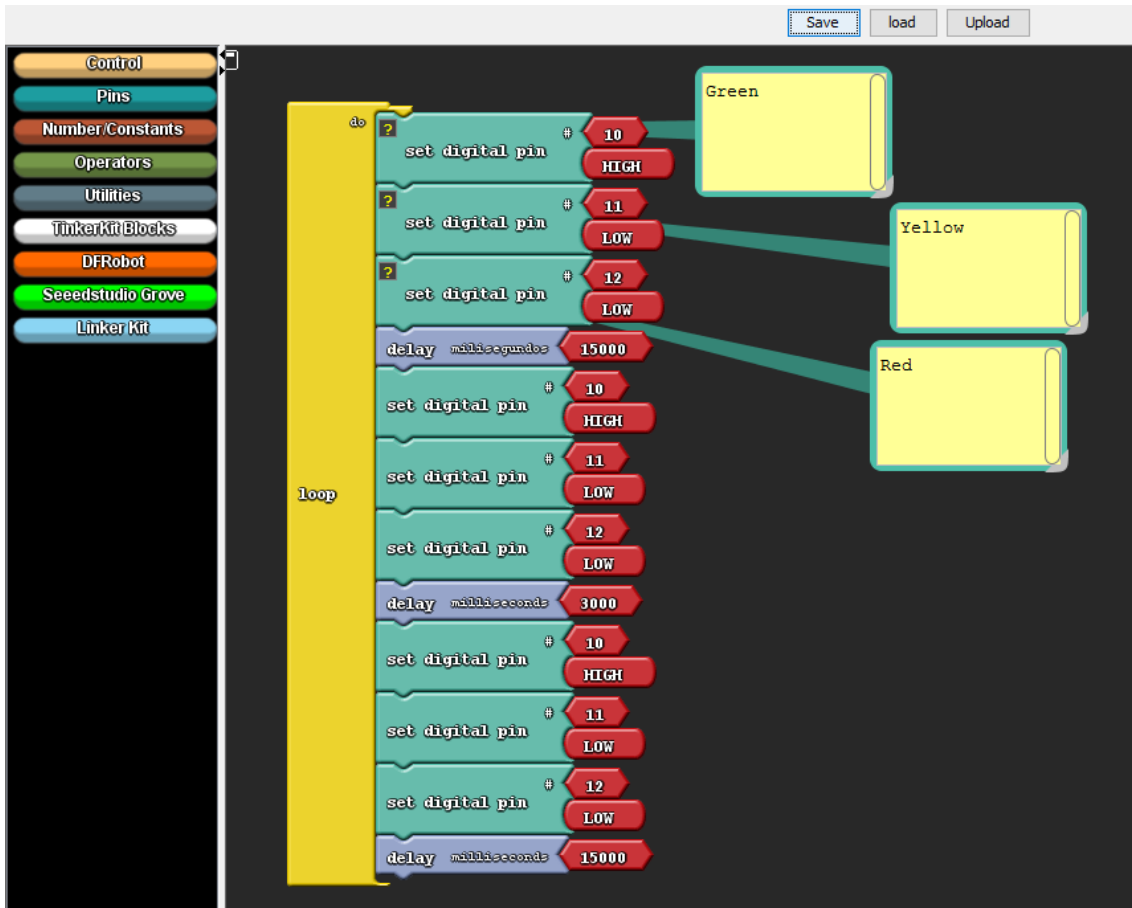 Save load Upload
Control
Pins
Number/Constants
Operators
Utilities
TinkerKit Blocks
DFRobot
Seeedstudio Grove
Linker Kit
loop
do
? set digital pin # 10
HIGH
? set digital pin # 11
LOW
? set digital pin # 12
LOW
delay milisegundos 15000
set digital pin # 10
HIGH
set digital pin # 11
LOW
set digital pin # 12
LOW
delay milliseconds 3000
set digital pin # 10
HIGH
set digital pin # 11
LOW
set digital pin # 12
LOW
delay milliseconds 15000
Green
Yellow
Red